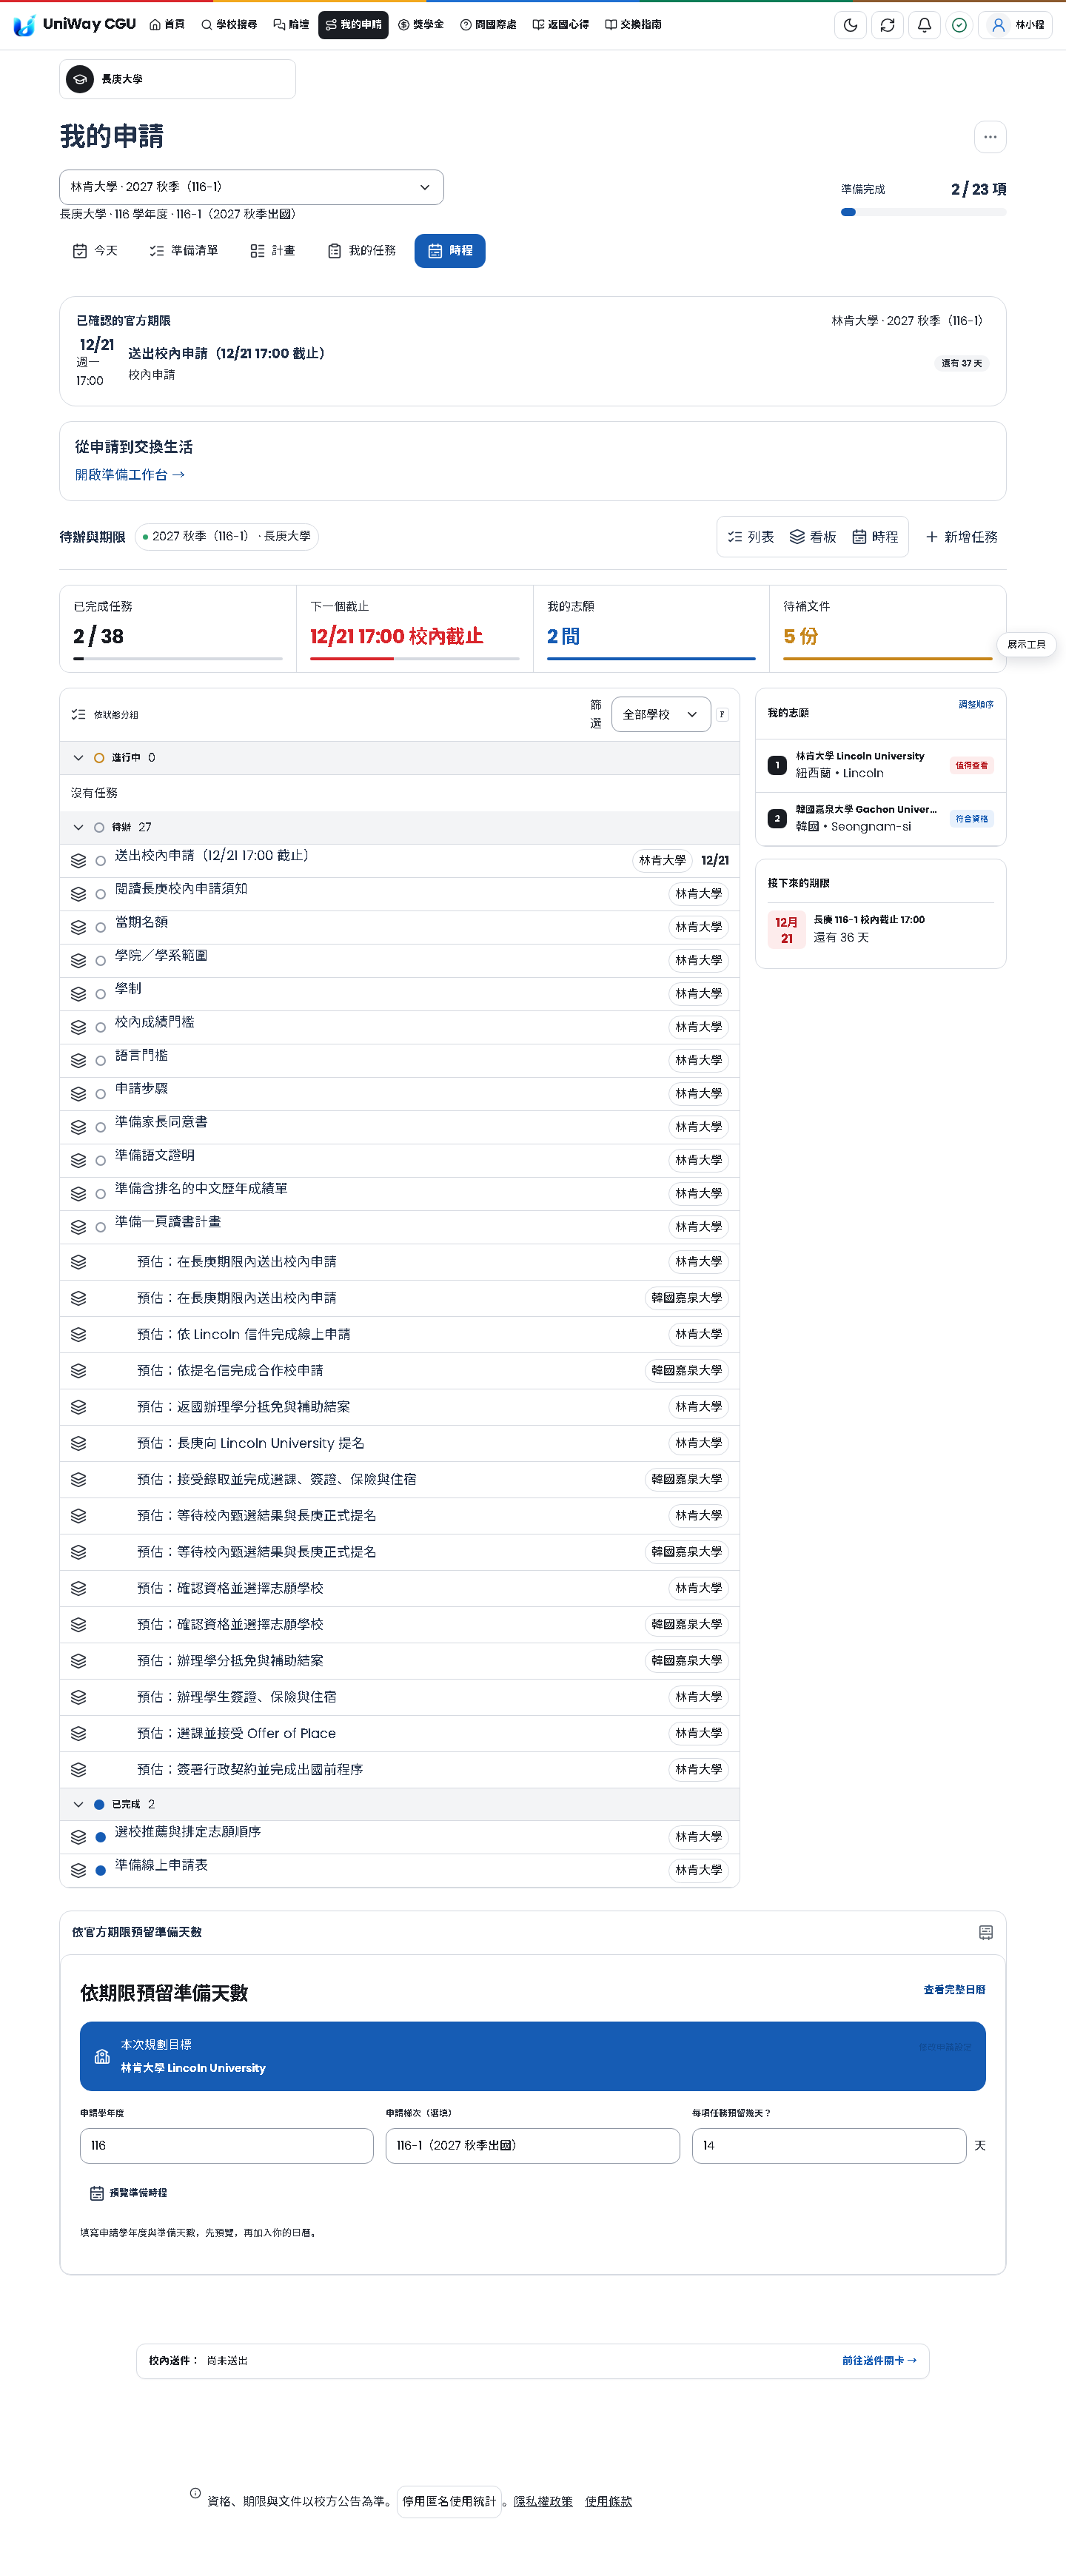 UniWay CGU 首頁 學校搜尋 論壇 我的申請 獎學金 問國際處 返國心得 交換指南 林小程
長庚大學
我的申請
林肯大學 · 2027 秋季（116-1）
長庚大學 · 116 學年度 · 116-1（2027 秋季出國）
準備完成 2 / 23 項
今天 準備清單 計畫 我的任務 時程
已確認的官方期限 林肯大學 · 2027 秋季（116-1）
12/21
週一
17:00
送出校內申請（12/21 17:00 截止）
校內申請
還有 37 天
從申請到交換生活
開啟準備工作台 →
待辦與期限 2027 秋季（116-1） · 長庚大學 列表 看板 時程 新增任務
已完成任務
2 / 38
下一個截止
12/21 17:00 校內截止
我的志願
2 間
待補文件
5 份
展示工具
依狀態分組 篩選 全部學校 F
進行中 0
沒有任務
待辦 27
送出校內申請（12/21 17:00 截止） 林肯大學 12/21
閱讀長庚校內申請須知 林肯大學
當期名額 林肯大學
學院／學系範圍 林肯大學
學制 林肯大學
校內成績門檻 林肯大學
語言門檻 林肯大學
申請步驟 林肯大學
準備家長同意書 林肯大學
準備語文證明 林肯大學
準備含排名的中文歷年成績單 林肯大學
準備一頁讀書計畫 林肯大學
預估：在長庚期限內送出校內申請 林肯大學
預估：在長庚期限內送出校內申請 韓國嘉泉大學
預估：依 Lincoln 信件完成線上申請 林肯大學
預估：依提名信完成合作校申請 韓國嘉泉大學
預估：返國辦理學分抵免與補助結案 林肯大學
預估：長庚向 Lincoln University 提名 林肯大學
預估：接受錄取並完成選課、簽證、保險與住宿 韓國嘉泉大學
預估：等待校內甄選結果與長庚正式提名 林肯大學
預估：等待校內甄選結果與長庚正式提名 韓國嘉泉大學
預估：確認資格並選擇志願學校 林肯大學
預估：確認資格並選擇志願學校 韓國嘉泉大學
預估：辦理學分抵免與補助結案 韓國嘉泉大學
預估：辦理學生簽證、保險與住宿 林肯大學
預估：選課並接受 Offer of Place 林肯大學
預估：簽署行政契約並完成出國前程序 林肯大學
已完成 2
選校推薦與排定志願順序 林肯大學
準備線上申請表 林肯大學
我的志願 調整順序
1 林肯大學 Lincoln University
紐西蘭・Lincoln
值得查看
2 韓國嘉泉大學 Gachon Univer...
韓國・Seongnam-si
符合資格
接下來的期限
12月
21
長庚 116-1 校內截止 17:00
還有 36 天
依官方期限預留準備天數
依期限預留準備天數 查看完整日曆
本次規劃目標
林肯大學 Lincoln University
申請學年度 申請梯次（選填） 每項任務預留幾天？
116 116-1（2027 秋季出國） 14 天
預覽準備時程
填寫申請學年度與準備天數，先預覽，再加入你的日曆。
校內送件： 尚未送出 前往送件關卡 →
資格、期限與文件以校方公告為準。 停用匿名使用統計 。 隱私權政策 使用條款